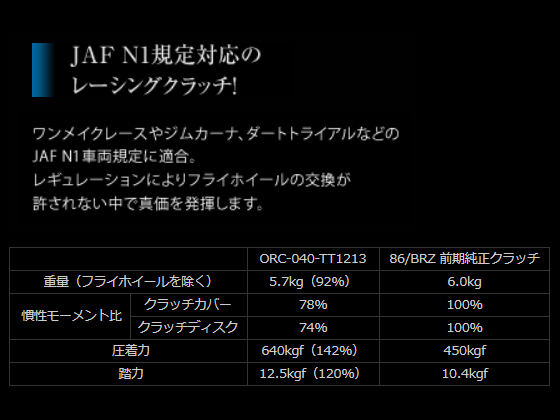 JAF N1規定対応の
レーシングクラッチ!
ワンメイクレースやジムカーナ、ダートトライアルなどの
JAF N1車両規定に適合。
レギュレーションによりフライホイールの交換が
許されない中で真価を発揮します。
ORC-040-TT1213 86/BRZ 前期純正クラッチ
重量（フライホイールを除く） 5.7kg（92%） 6.0kg
慣性モーメント比 クラッチカバー 78% 100%
クラッチディスク 74% 100%
圧着力 640kgf（142%） 450kgf
踏力 12.5kgf（120%） 10.4kgf